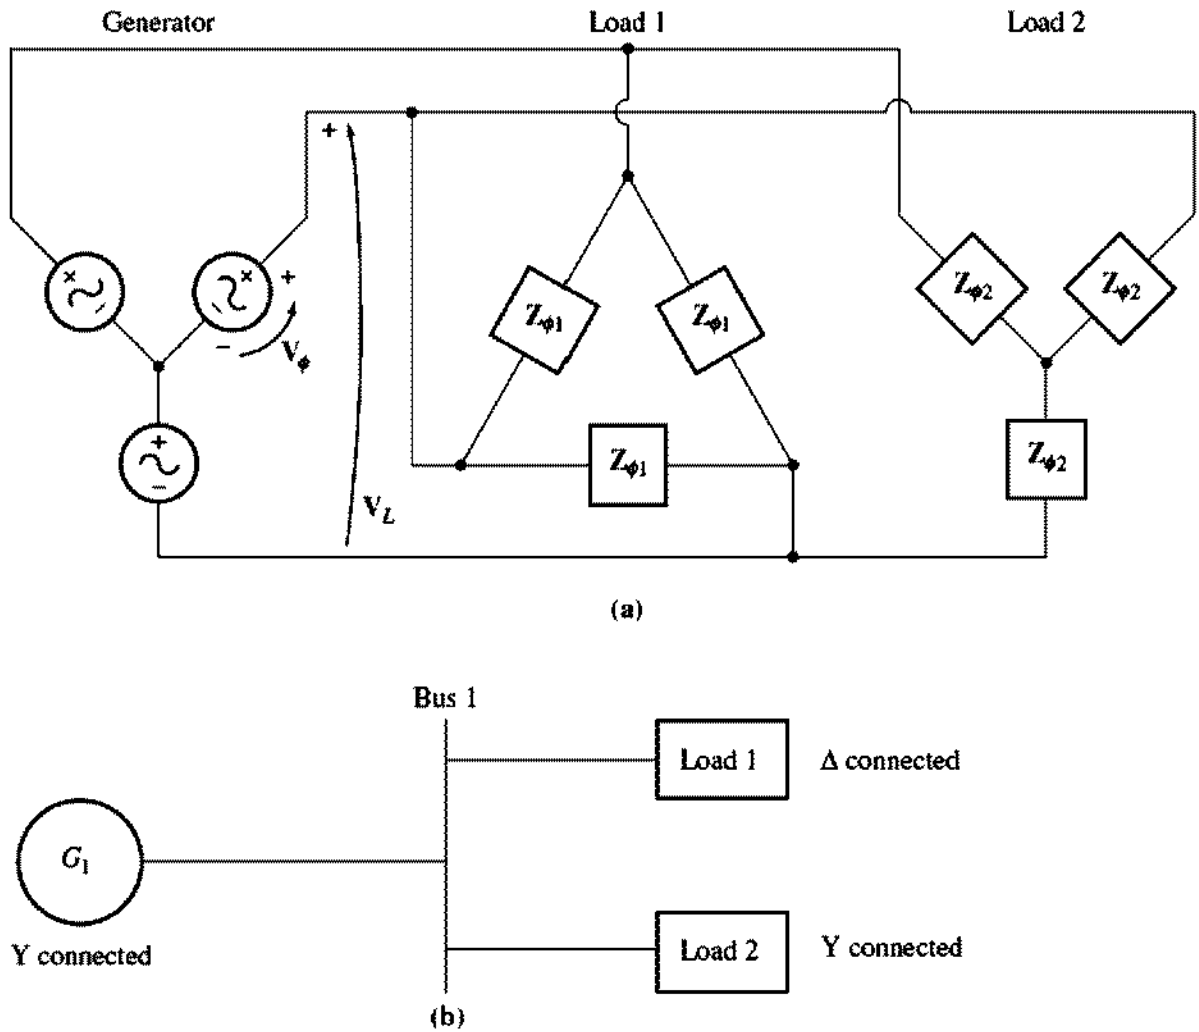 Generator
Load 1
Load 2
+
+
V_ϕ
−
+
−
V_L
Z_ϕ1
Z_ϕ1
Z_ϕ1
Z_ϕ2
Z_ϕ2
Z_ϕ2
(a)
Bus 1
Load 1
Δ connected
G_1
Y connected
Load 2
Y connected
(b)